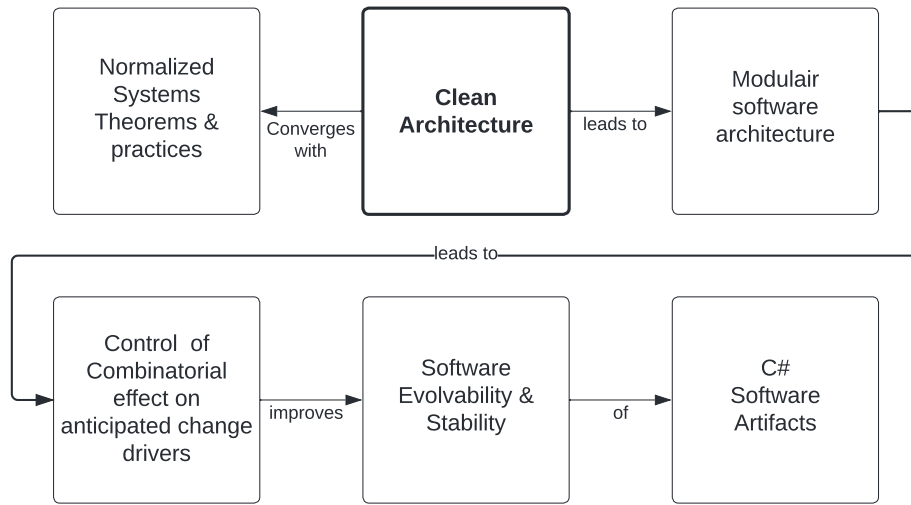 Normalized
Systems
Theorems &
practices
Converges
with
Clean
Architecture
leads to
Modulair
software
architecture
leads to
Control of
Combinatorial
effect on
anticipated change
drivers
improves
Software
Evolvability &
Stability
of
C#
Software
Artifacts